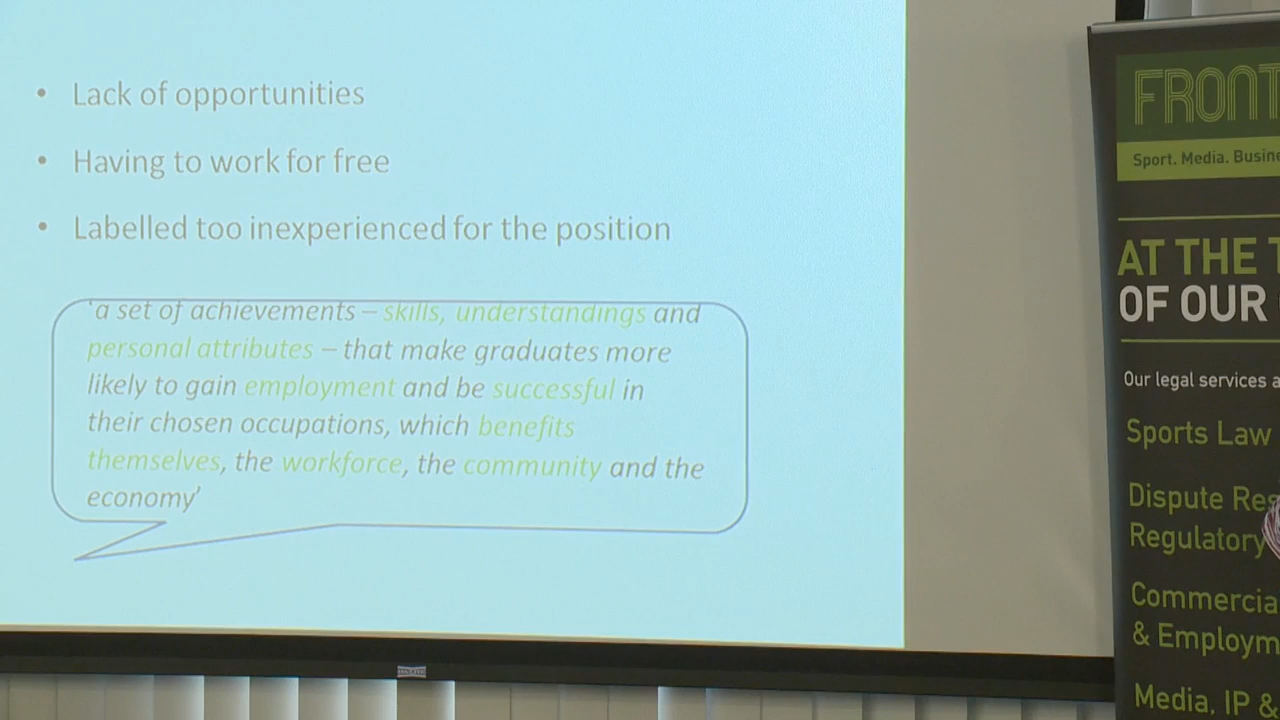 • Lack of opportunities
• Having to work for free
• Labelled too inexperienced for the position
'a set of achievements – skills, understandings and
personal attributes – that make graduates more
likely to gain employment and be successful in
their chosen occupations, which benefits
themselves, the workforce, the community and the
economy'
FRONT
Sport. Media. Busine
AT THE T
OF OUR
Our legal services a
Sports Law
Dispute Res
Regulatory
Commercia
& Employm
Media, IP &